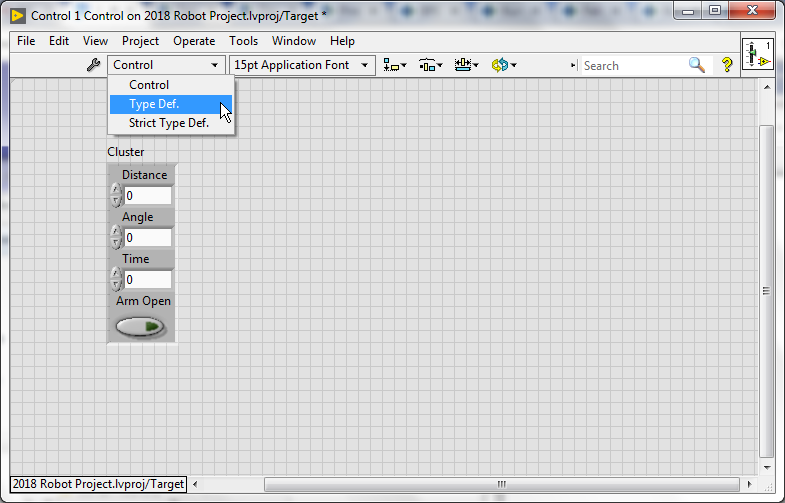 Control 1 Control on 2018 Robot Project.lvproj/Target *
File Edit View Project Operate Tools Window Help
Control 15pt Application Font Search ? 1
Control
Type Def.
Strict Type Def.
Cluster
Distance
0
Angle
0
Time
0
Arm Open
2018 Robot Project.lvproj/Target